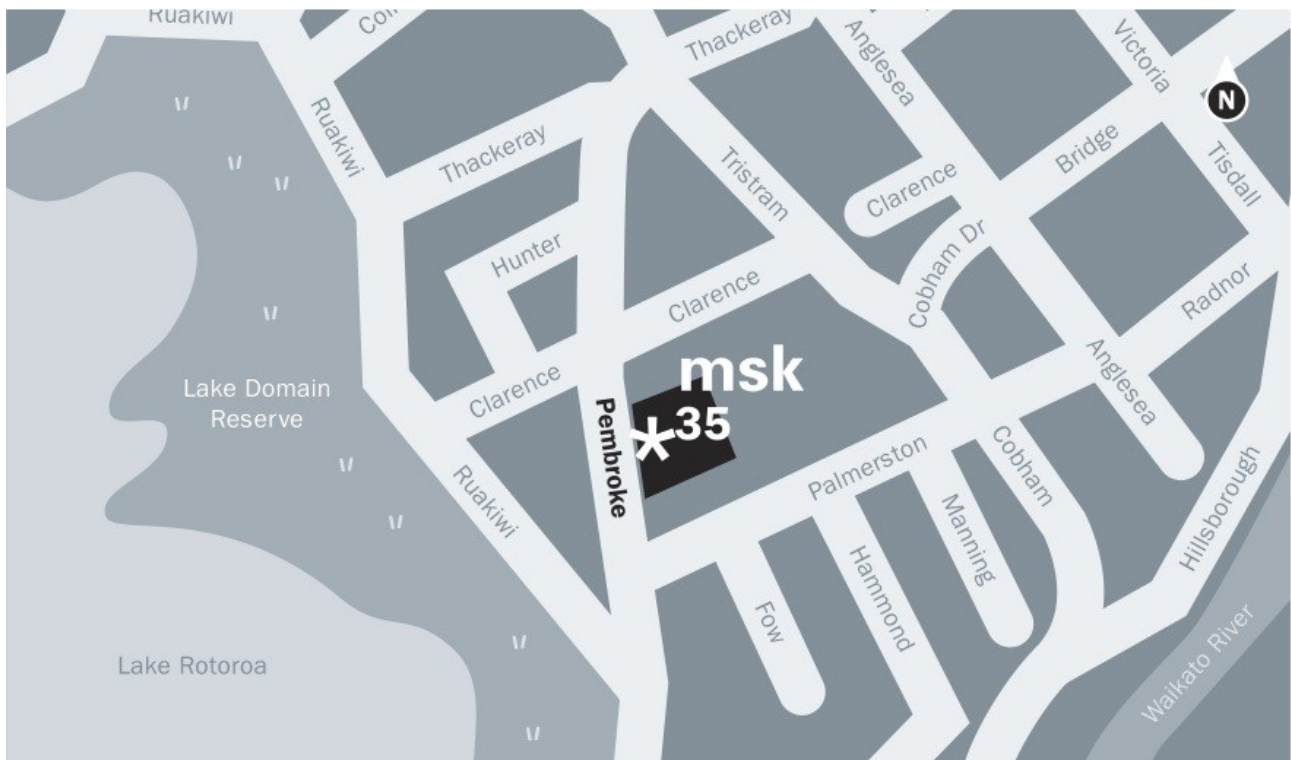 Ruakiwi
Thackeray
Anglesea
Victoria
N
Ruakiwi
Thackeray
Tristram
Clarence
Bridge
Tisdall
Hunter
Clarence
Cobham Dr
Radnor
Lake Domain
Reserve
Clarence
msk
35
Pembroke
Anglesea
Ruakiwi
Palmerston
Cobham
Manning
Hillsborough
Hammond
Fow
Lake Rotoroa
Waikato River